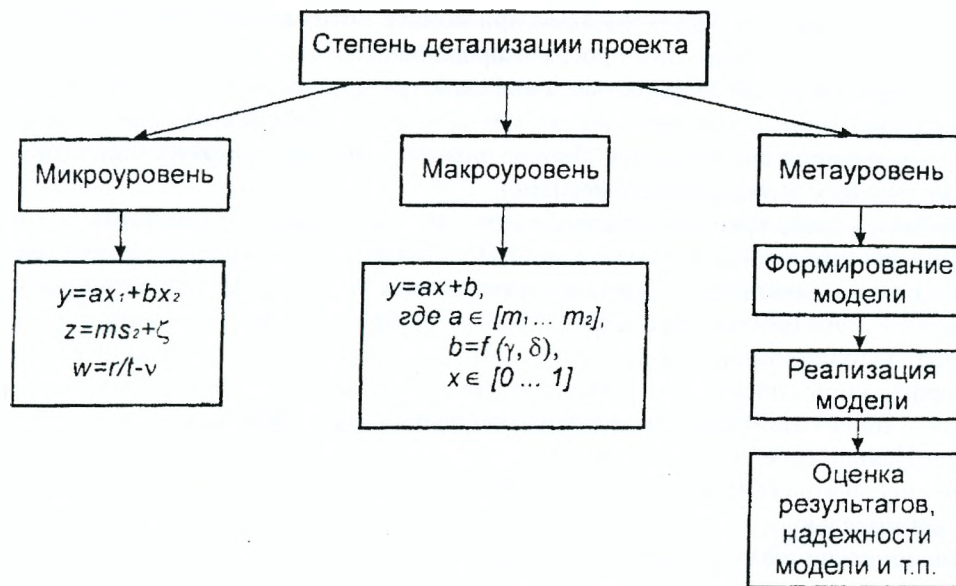 Степень детализации проекта
Микроуровень
Макроуровень
Метауровень
y=ax₁+bx₂
z=ms₂+ζ
w=r/t-ν
y=ax+b,
где a ∈ [m₁... m₂],
b=f (γ, δ),
x ∈ [0 ... 1]
Формирование
модели
Реализация
модели
Оценка
результатов,
надежности
модели и т.п.